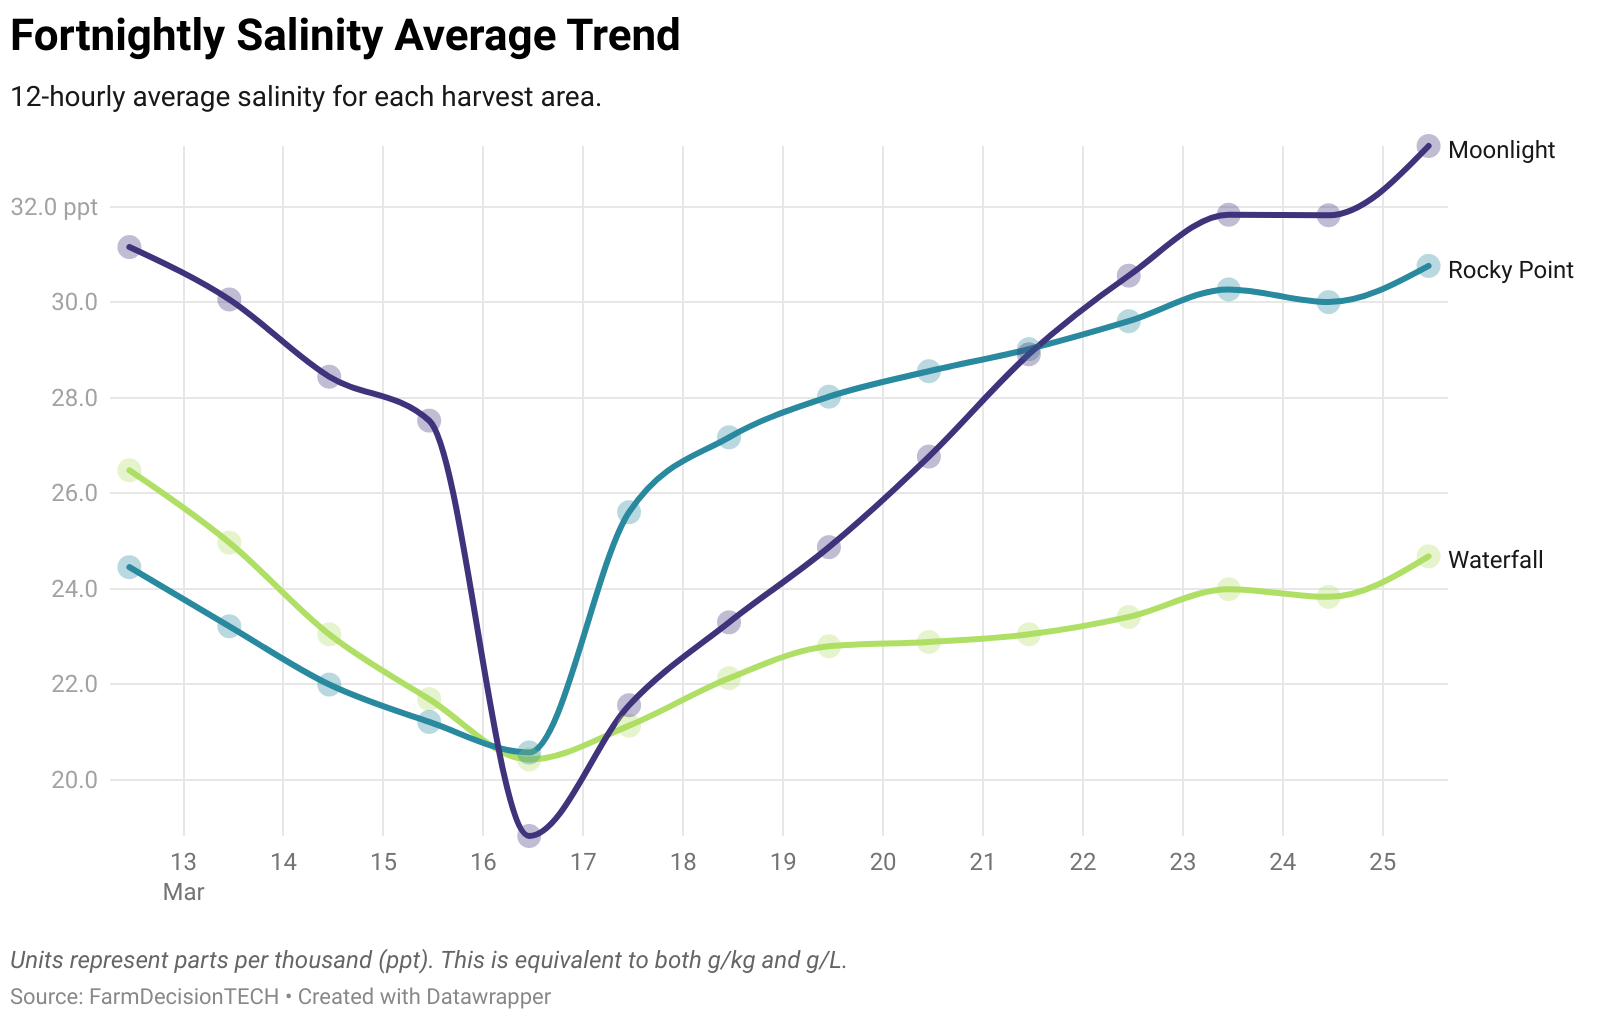 Fortnightly Salinity Average Trend
12-hourly average salinity for each harvest area.
Moonlight
32.0 ppt
Rocky Point
30.0
28.0
26.0
Waterfall
24.0
22.0
20.0
13 14 15 16 17 18 19 20 21 22 23 24 25
Mar
Units represent parts per thousand (ppt). This is equivalent to both g/kg and g/L.
Source: FarmDecisionTECH • Created with Datawrapper